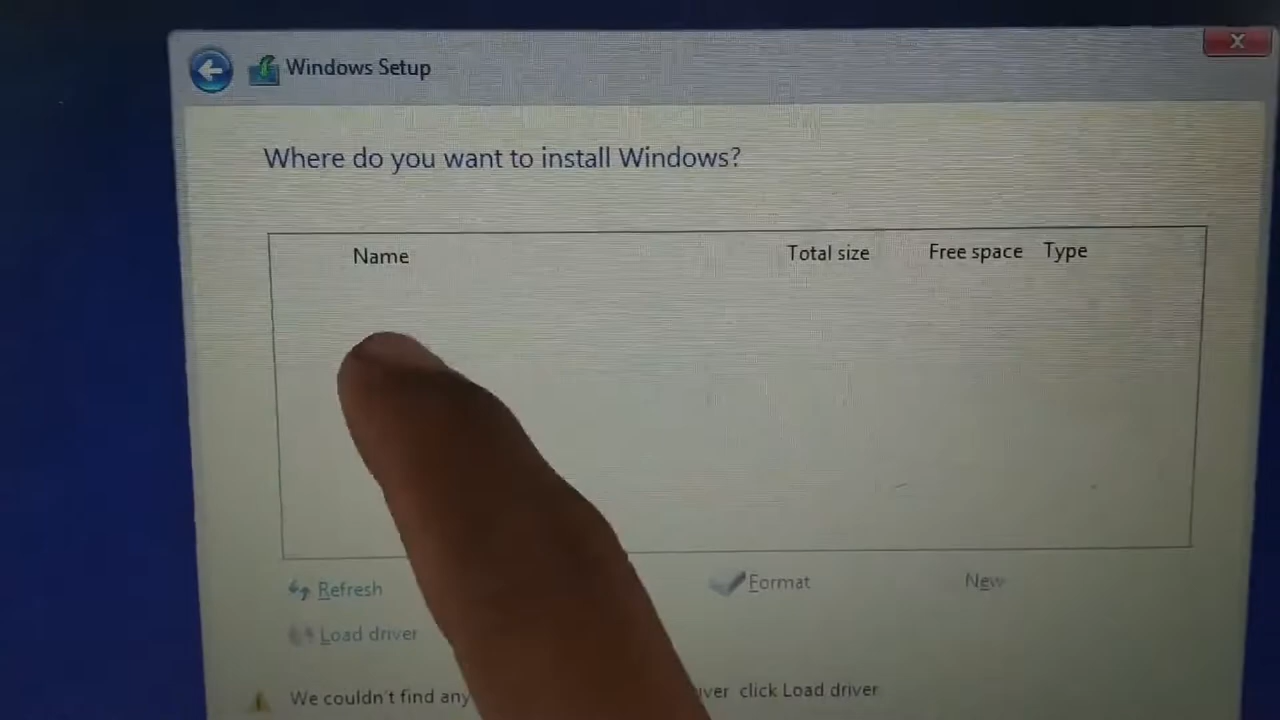 Windows Setup
Where do you want to install Windows?
Name Total size Free space Type
Refresh Format New
Load driver
We couldn't find any click Load driver